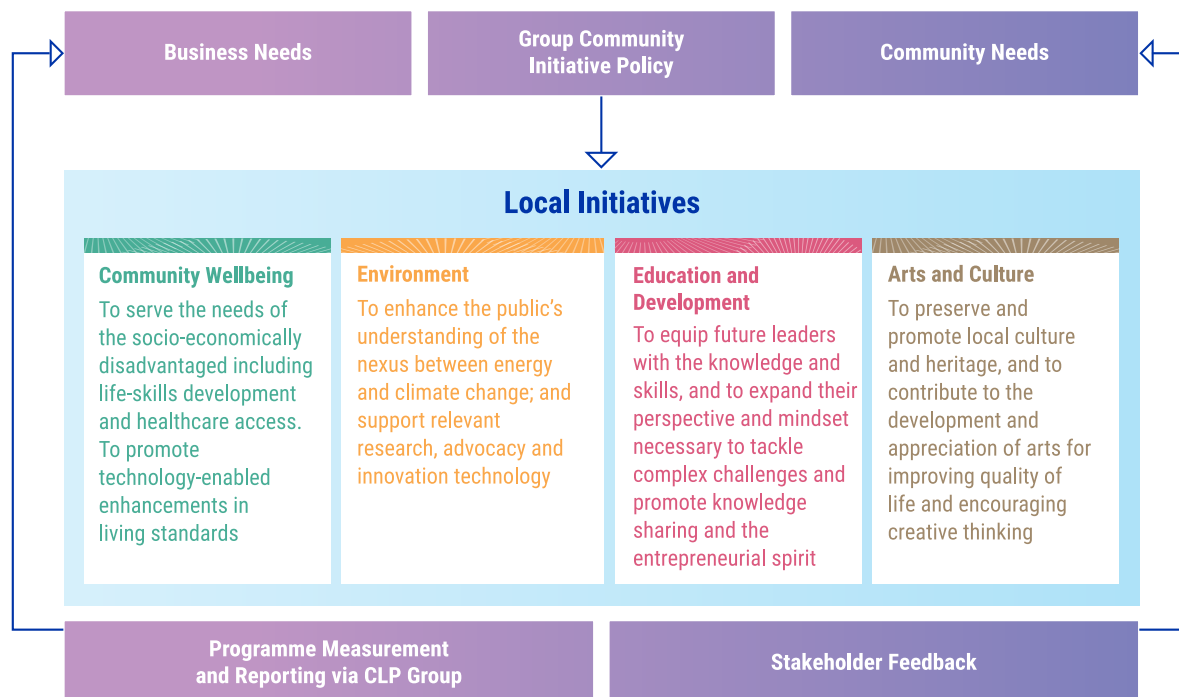 Business Needs
Group Community
Initiative Policy
Community Needs
Local Initiatives
Community Wellbeing
To serve the needs of
the socio-economically
disadvantaged including
life-skills development
and healthcare access.
To promote
technology-enabled
enhancements in
living standards
Environment
To enhance the public’s
understanding of the
nexus between energy
and climate change; and
support relevant
research, advocacy and
innovation technology
Education and
Development
To equip future leaders
with the knowledge and
skills, and to expand their
perspective and mindset
necessary to tackle
complex challenges and
promote knowledge
sharing and the
entrepreneurial spirit
Arts and Culture
To preserve and
promote local culture
and heritage, and to
contribute to the
development and
appreciation of arts for
improving quality of
life and encouraging
creative thinking
Programme Measurement
and Reporting via CLP Group
Stakeholder Feedback